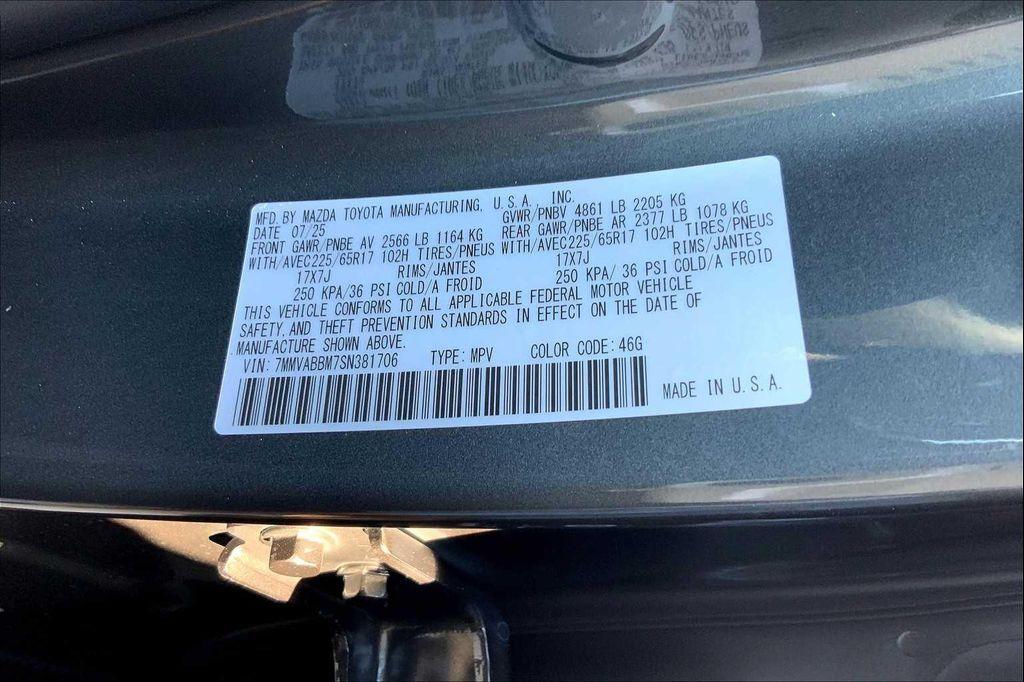 MFD. BY MAZDA TOYOTA MANUFACTURING, U.S.A., INC.
DATE 07/25 GVWR/PNBV 4861 LB 2205 KG
FRONT GAWR/PNBE AV 2566 LB 1164 KG REAR GAWR/PNBE AR 2377 LB 1078 KG
WITH/AVEC225/65R17 102H TIRES/PNEUS WITH/AVEC225/65R17 102H TIRES/PNEUS
17X7J RIMS/JANTES 17X7J RIMS/JANTES
250 KPA/36 PSI COLD/A FROID 250 KPA/ 36 PSI COLD/A FROID
THIS VEHICLE CONFORMS TO ALL APPLICABLE FEDERAL MOTOR VEHICLE
SAFETY, AND THEFT PREVENTION STANDARDS IN EFFECT ON THE DATE OF
MANUFACTURE SHOWN ABOVE.
VIN: 7MMVABBM7SN381706 TYPE: MPV COLOR CODE: 46G
MADE IN U.S.A.